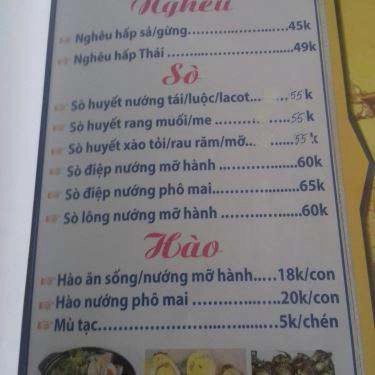 Nghêu
Nghêu hấp sả/gừng................45k
Nghêu hấp Thái ......................49k
Sò
Sò huyết nướng tái/luộc/lacot.... 55k
Sò huyết rang muối/me ............ 55k
Sò huyết xào tỏi/rau răm/mỡ.. ......55k
Sò điệp nướng mỡ hành ..............60k
Sò điệp nướng phô mai..............65k
Sò lông nướng mỡ hành ..............60k
Hào
Hào ăn sống/nướng mỡ hành.....18k/con
Hào nướng phô mai ..............20k/con
Mù tạc..............................5k/chén